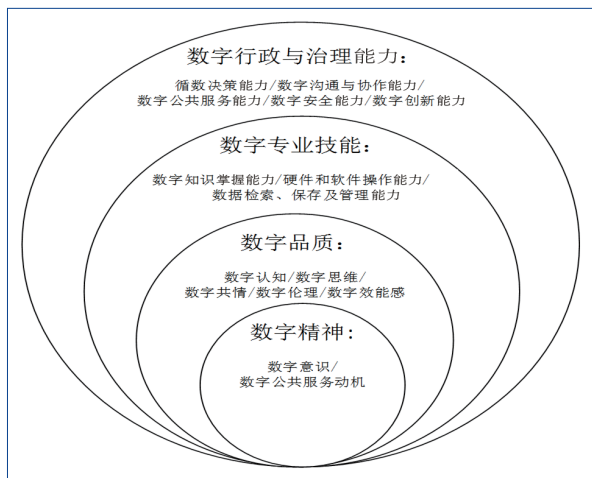 数字行政与治理能力：
循数决策能力/数字沟通与协作能力/
数字公共服务能力/数字安全能力/数字创新能力
数字专业技能：
数字知识掌握能力/硬件和软件操作能力/
数据检索、保存及管理能力
数字品质：
数字认知/数字思维/
数字共情/数字伦理/数字效能感
数字精神:
数字意识/
数字公共服务动机